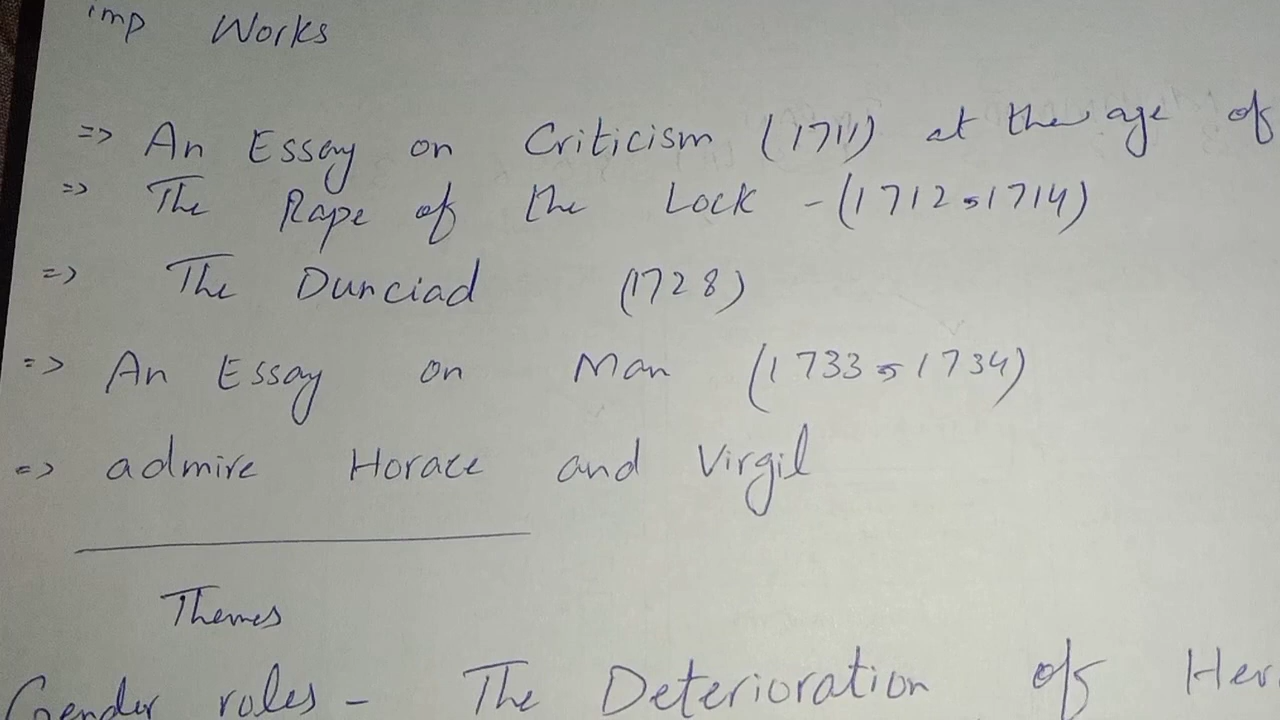 imp Works
=> An Essay on Criticism (1711) at the age of
=> The Rape of the Lock - (1712, 1714)
=> The Dunciad (1728)
=> An Essay on Man (1733, 1734)
=> admire Horace and Virgil
Themes
Gender roles - The Deterioration of Her